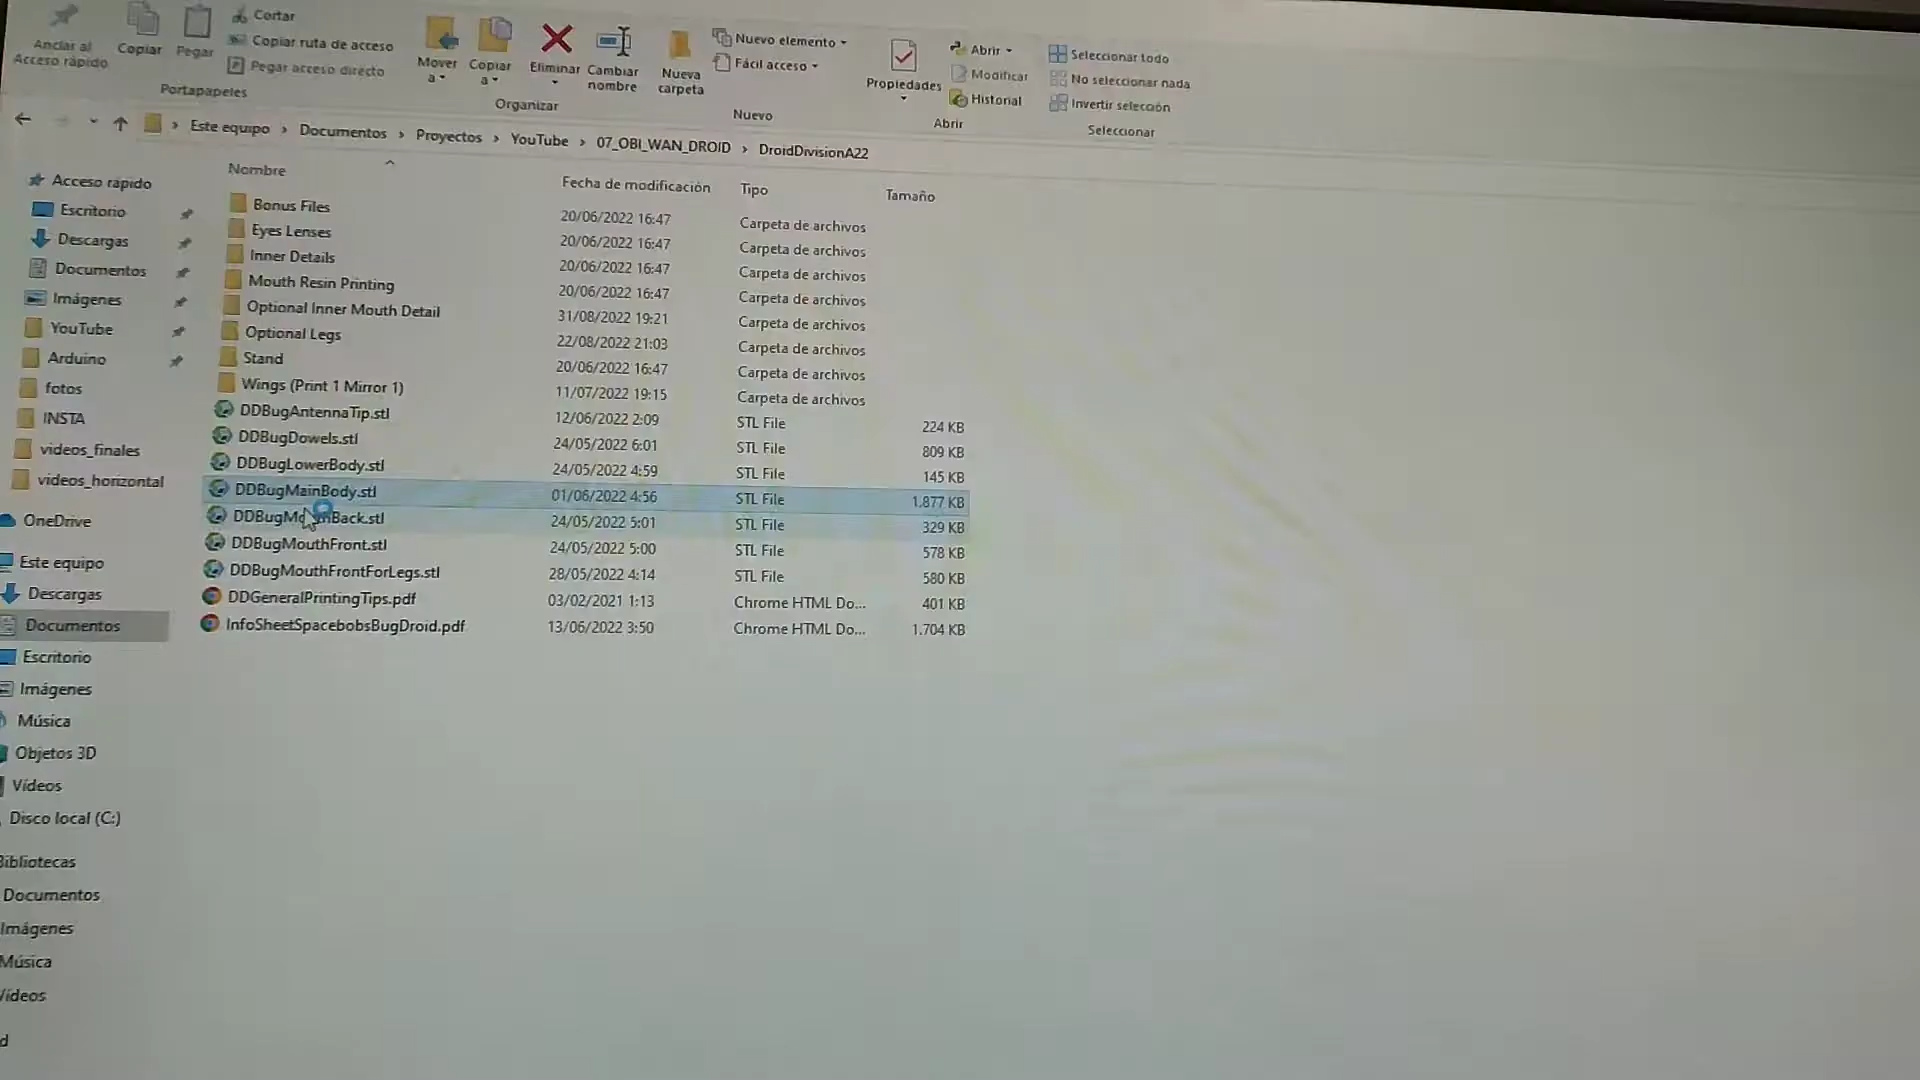 Anclar al
Acceso rápido
Copiar
Pegar
Cortar
Copiar ruta de acceso
Pegar acceso directo
Portapapeles
Mover
a
Copiar
a
Eliminar
Cambiar
nombre
Organizar
Nueva
carpeta
Nuevo elemento
Fácil acceso
Nuevo
Propiedades
Abrir
Modificar
Historial
Abrir
Seleccionar todo
No seleccionar nada
Invertir selección
Seleccionar
Este equipo › Documentos › Proyectos › YouTube › 07_OBI_WAN_DROID › DroidDivisionA22
Nombre Fecha de modificación Tipo Tamaño
Bonus Files 20/06/2022 16:47 Carpeta de archivos
Eyes Lenses 20/06/2022 16:47 Carpeta de archivos
Inner Details 20/06/2022 16:47 Carpeta de archivos
Mouth Resin Printing 20/06/2022 16:47 Carpeta de archivos
Optional Inner Mouth Detail 31/08/2022 19:21 Carpeta de archivos
Optional Legs 22/08/2022 21:03 Carpeta de archivos
Stand 20/06/2022 16:47 Carpeta de archivos
Wings (Print 1 Mirror 1) 11/07/2022 19:15 Carpeta de archivos
DDBugAntennaTip.stl 12/06/2022 2:09 STL File 224 KB
DDBugDowels.stl 24/05/2022 6:01 STL File 809 KB
DDBugLowerBody.stl 24/05/2022 4:59 STL File 145 KB
DDBugMainBody.stl 01/06/2022 4:56 STL File 1.877 KB
24/05/2022 5:01 STL File 329 KB
DDBugMouthFront.stl 24/05/2022 5:00 STL File 578 KB
DDBugMouthFrontForLegs.stl 28/05/2022 4:14 STL File 580 KB
DDGeneralPrintingTips.pdf 03/02/2021 1:13 Chrome HTML Do... 401 KB
InfoSheetSpacebobsBugDroid.pdf 13/06/2022 3:50 Chrome HTML Do... 1.704 KB
Acceso rápido
Escritorio
Descargas
Documentos
Imágenes
YouTube
Arduino
fotos
INSTA
videos_finales
videos_horizontal
OneDrive
Este equipo
Descargas
Documentos
Escritorio
Imágenes
Música
Objetos 3D
Vídeos
Disco local (C:)
Bibliotecas
Documentos
Imágenes
Música
Vídeos
d